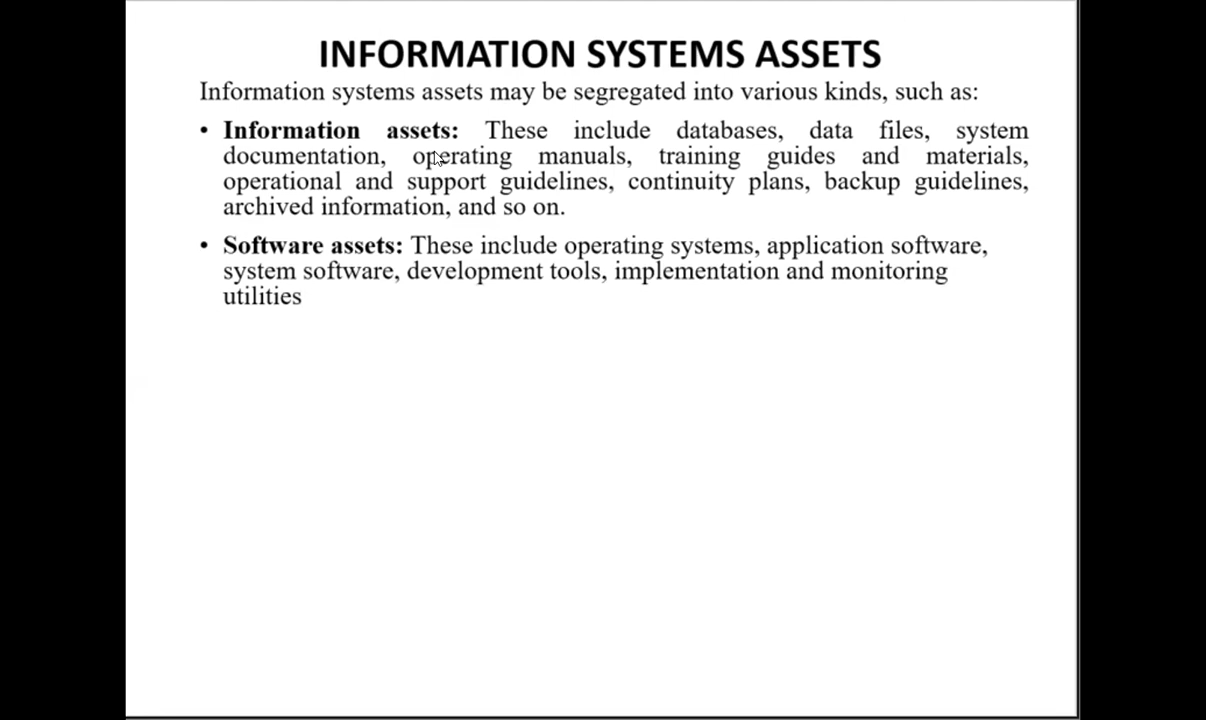 INFORMATION SYSTEMS ASSETS
Information systems assets may be segregated into various kinds, such as:
• Information assets: These include databases, data files, system
documentation, operating manuals, training guides and materials,
operational and support guidelines, continuity plans, backup guidelines,
archived information, and so on.
• Software assets: These include operating systems, application software,
system software, development tools, implementation and monitoring
utilities